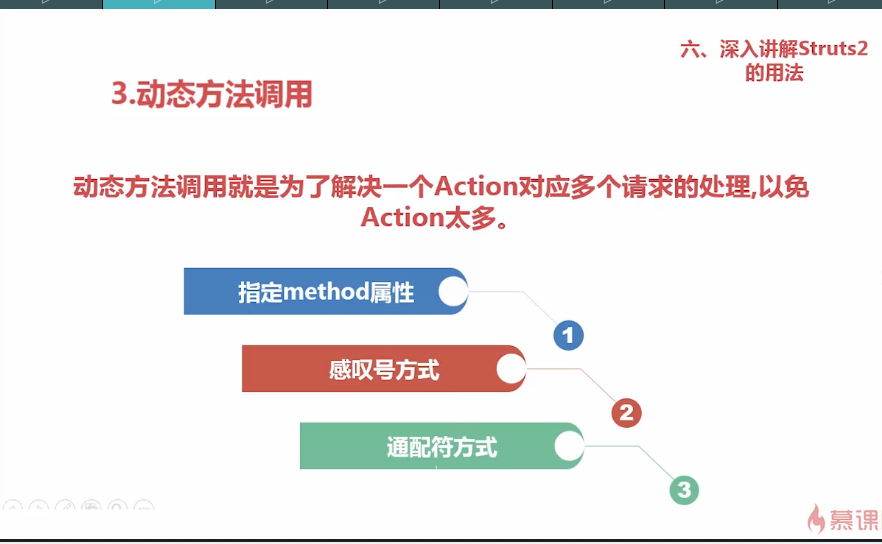 六、深入讲解Struts2
的用法
3.动态方法调用
动态方法调用就是为了解决一个Action对应多个请求的处理,以免
Action太多。
指定method属性
1
感叹号方式
2
通配符方式
3
慕课